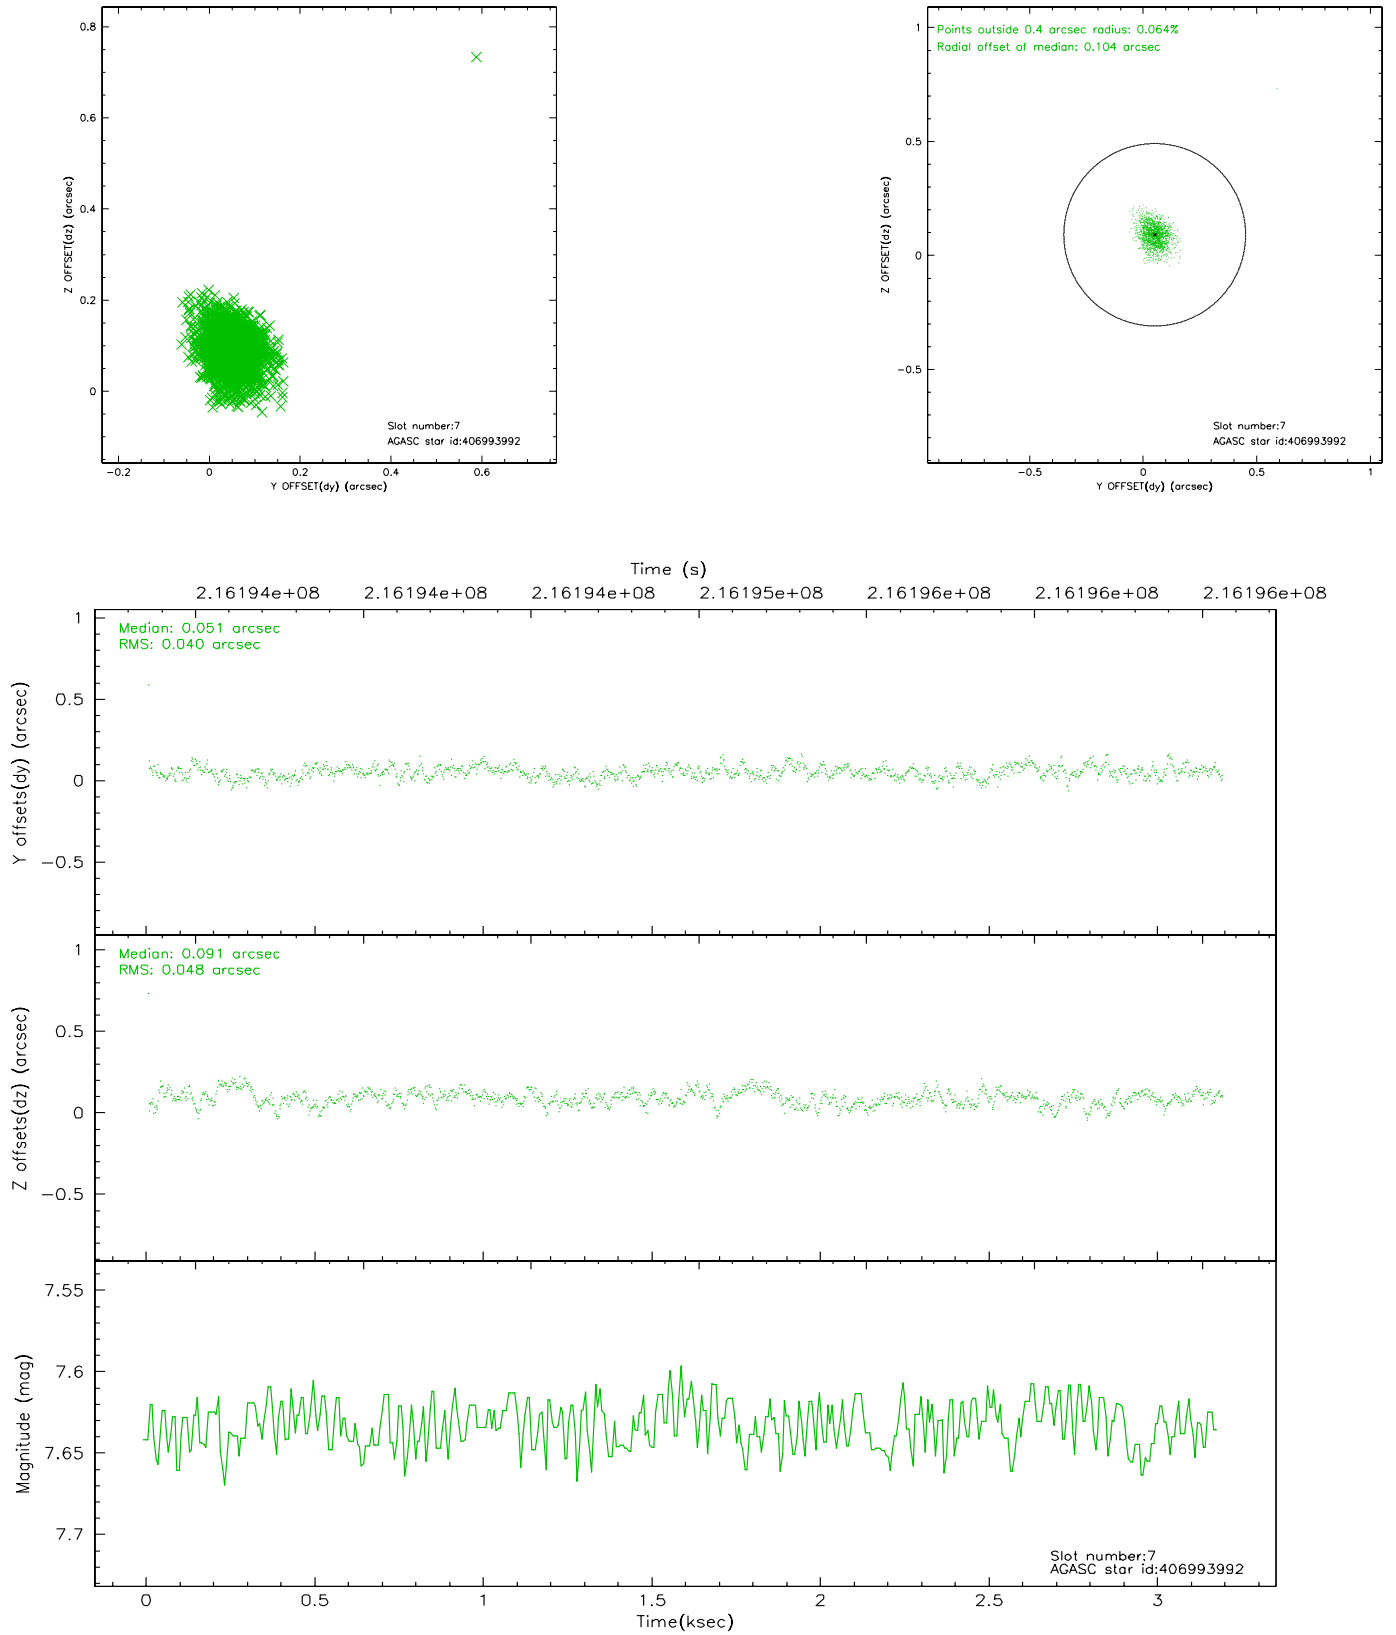 0.8
0.6
0.4
0.2
0
Z OFFSET(dz) (arcsec)
Slot number:7
AGASC star id:406993992
−0.2 0 0.2 0.4 0.6
Y OFFSET(dy) (arcsec)
Points outside 0.4 arcsec radius: 0.064%
Radial offset of median: 0.104 arcsec
1
0.5
0
−0.5
Z OFFSET(dz) (arcsec)
Slot number:7
AGASC star id:406993992
−0.5 0 0.5 1
Y OFFSET(dy) (arcsec)
Time (s)
2.16194e+08 2.16194e+08 2.16194e+08 2.16195e+08 2.16196e+08 2.16196e+08 2.16196e+08
Median: 0.051 arcsec
RMS: 0.040 arcsec
1
0.5
0
−0.5
Y offsets(dy) (arcsec)
Median: 0.091 arcsec
RMS: 0.048 arcsec
1
0.5
0
−0.5
Z offsets(dz) (arcsec)
7.55
7.6
7.65
7.7
Magnitude (mag)
Slot number:7
AGASC star id:406993992
0 0.5 1 1.5 2 2.5 3
Time(ksec)